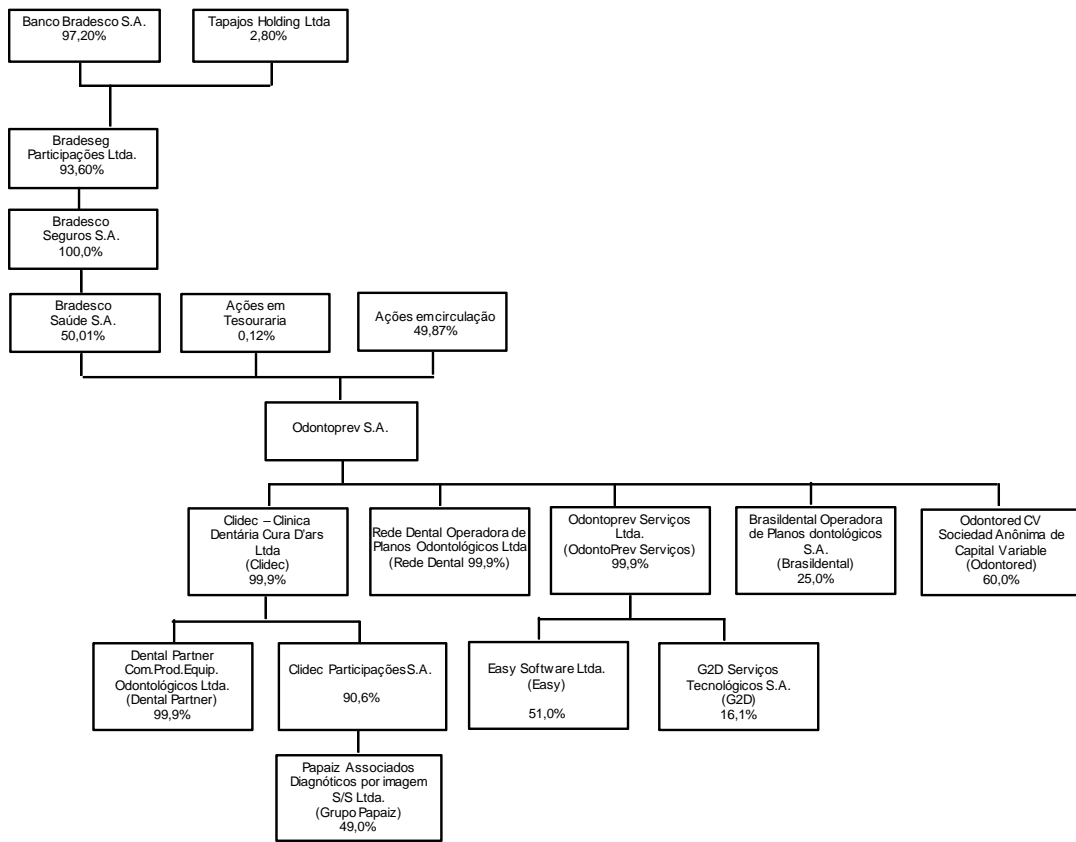 Banco Bradesco S.A.
97,20%
Tapajos Holding Ltda
2,80%
Bradeseg
Participações Ltda.
93,60%
Bradesco
Seguros S.A.
100,0%
Bradesco
Saúde S.A.
50,01%
Ações em
Tesouraria
0,12%
Ações em circulação
49,87%
Odontoprev S.A.
Clidec – Clinica
Dentária Cura D'ars
Ltda
(Clidec)
99,9%
Rede Dental Operadora de
Planos Odontológicos Ltda
(Rede Dental 99,9%)
Odontoprev Serviços
Ltda.
(OdontoPrev Serviços)
99,9%
Brasildental Operadora
de Planos dontológicos
S.A.
(Brasildental)
25,0%
Odontored CV
Sociedad Anônima de
Capital Variable
(Odontored)
60,0%
Dental Partner
Com.Prod.Equip.
Odontológicos Ltda.
(Dental Partner)
99,9%
Clidec Participações S.A.
90,6%
Easy Software Ltda.
(Easy)
51,0%
G2D Serviços
Tecnológicos S.A.
(G2D)
16,1%
Papaiz Associados
Diagnóticos por imagem
S/S Ltda.
(Grupo Papaiz)
49,0%